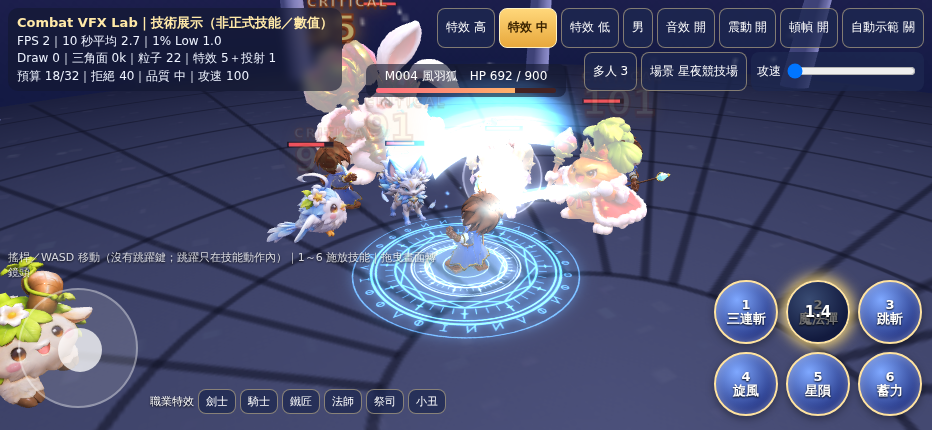 Combat VFX Lab｜技術展示（非正式技能／數值）
FPS 2｜10 秒平均 2.7｜1% Low 1.0
Draw 0｜三角面 0k｜粒子 22｜特效 5＋投射 1
預算 18/32｜拒絕 40｜品質 中｜攻速 100
CRITICAL
特效 高
特效 中
特效 低
男
音效 開
震動 開
頓幀 開
自動示範 關
多人 3
場景 星夜競技場
攻速
M004 風羽狐 HP 692 / 900
101
CRITICAL
91
搖桿／WASD 移動（沒有跳躍鍵；跳躍只在技能動作內）｜1~6 施放技能｜拖曳畫面轉
鏡頭
1
三連斬
2
魔法彈
1.4
3
跳斬
4
旋風
5
星隕
6
蓄力
職業特效
劍士
騎士
鐵匠
法師
祭司
小丑